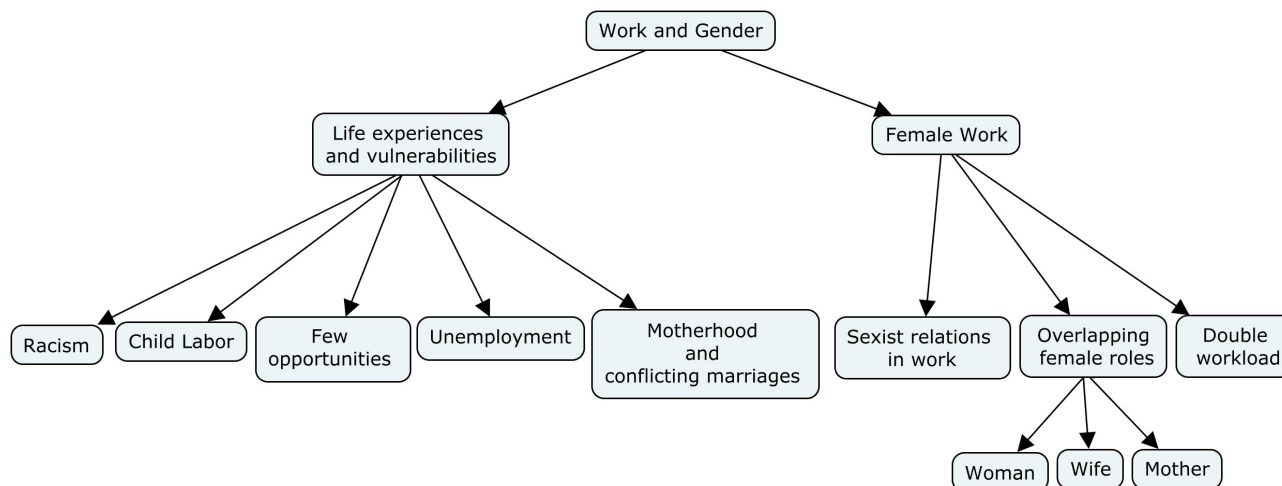 Work and Gender
Life experiences
and vulnerabilities
Female Work
Racism
Child Labor
Few
opportunities
Unemployment
Motherhood
and
conflicting marriages
Sexist relations
in work
Overlapping
female roles
Double
workload
Woman
Wife
Mother